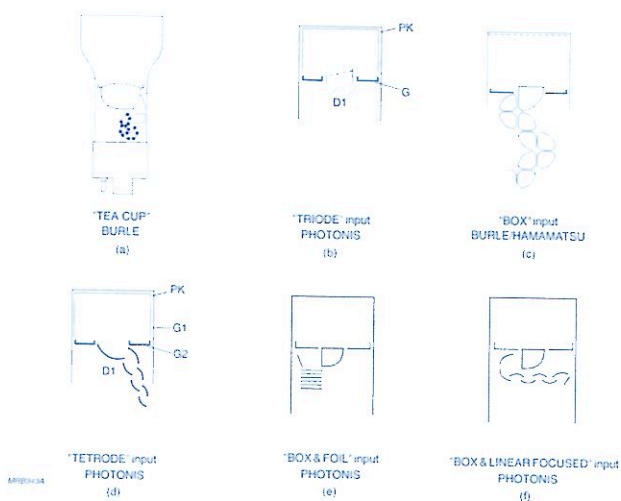 PK
G
D1
"TEA CUP"
BURLE
(a)
"TRIODE" input
PHOTONIS
(b)
"BOX" input
BURLE/HAMAMATSU
(c)
PK
G1
G2
D1
"TETRODE" input
PHOTONIS
(d)
"BOX & FOIL" input
PHOTONIS
(e)
"BOX & LINEAR FOCUSED" input
PHOTONIS
(f)